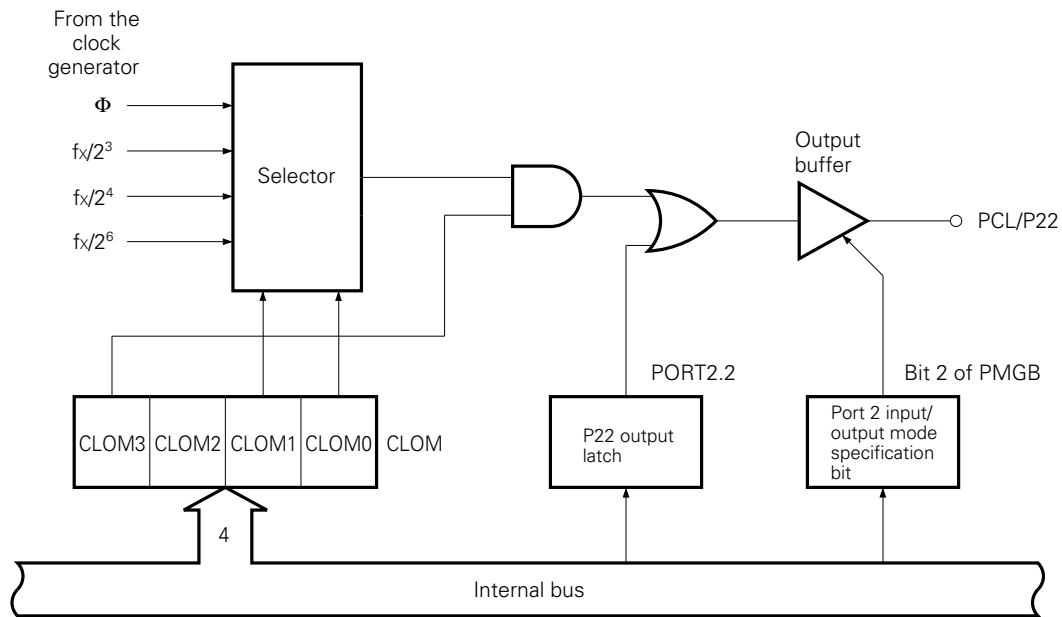 From the
clock
generator
Φ
fx/2³
fx/2⁴
fx/2⁶
Selector
Output
buffer
PCL/P22
PORT2.2
Bit 2 of PMGB
CLOM3 CLOM2 CLOM1 CLOM0 CLOM
P22 output
latch
Port 2 input/
output mode
specification
bit
4
Internal bus